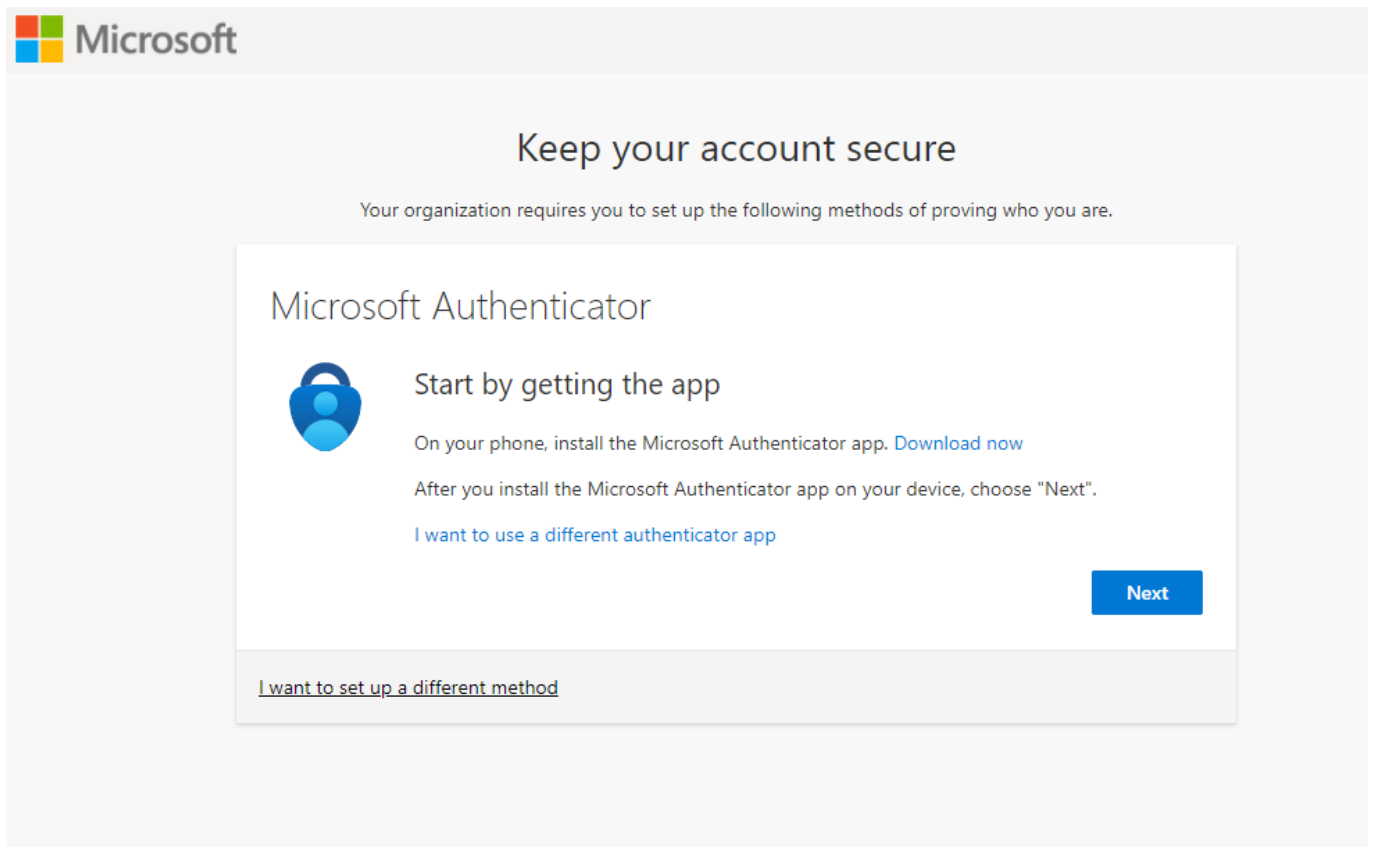 Microsoft
Keep your account secure
Your organization requires you to set up the following methods of proving who you are.
Microsoft Authenticator
Start by getting the app
On your phone, install the Microsoft Authenticator app. Download now
After you install the Microsoft Authenticator app on your device, choose "Next".
I want to use a different authenticator app
Next
I want to set up a different method